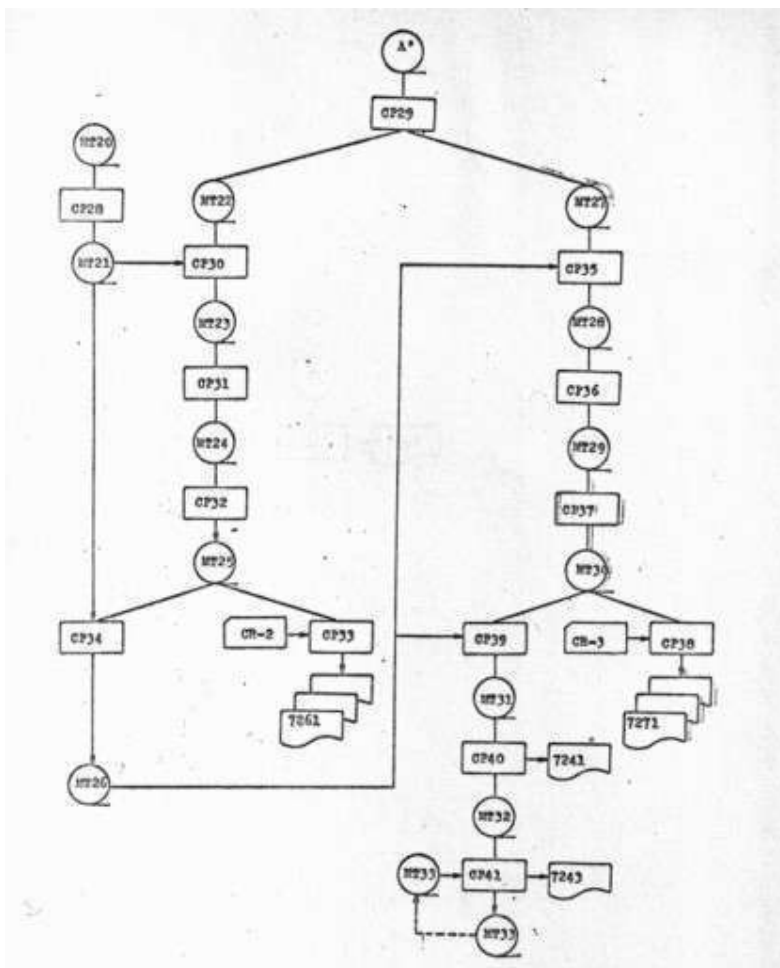 A*
CP29
MT20
CP28
MT22
MT27
MT21
CP30
CP35
MT23
MT28
CP31
CP36
MT24
MT29
CP32
CP37
MT25
MT30
CP34
CR-2
CP33
CP39
CR-3
CP38
MT31
7261
7271
CP40
7241
MT26
MT32
MT33
CP41
7243
MT33